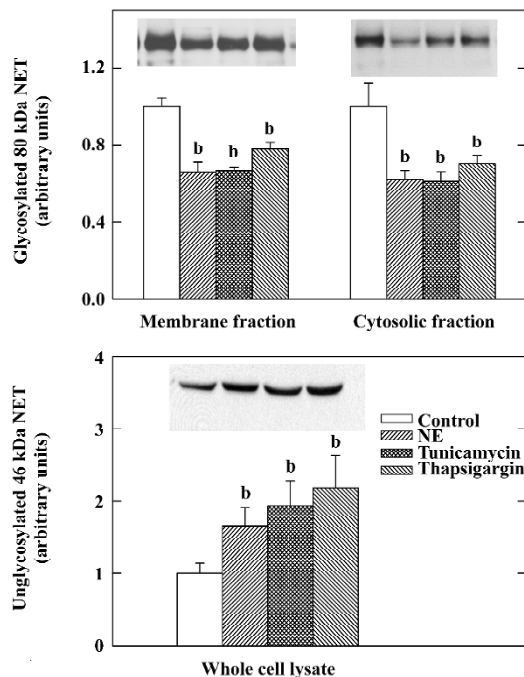 Glycosylated 80 kDa NET
(arbitrary units)
1.2
0.8
0.4
0.0
b
h
b
b
b
b
Membrane fraction
Cytosolic fraction
Unglycosylated 46 kDa NET
(arbitrary units)
4
3
2
1
0
b
b
b
Control
NE
Tunicamycin
Thapsigargin
Whole cell lysate